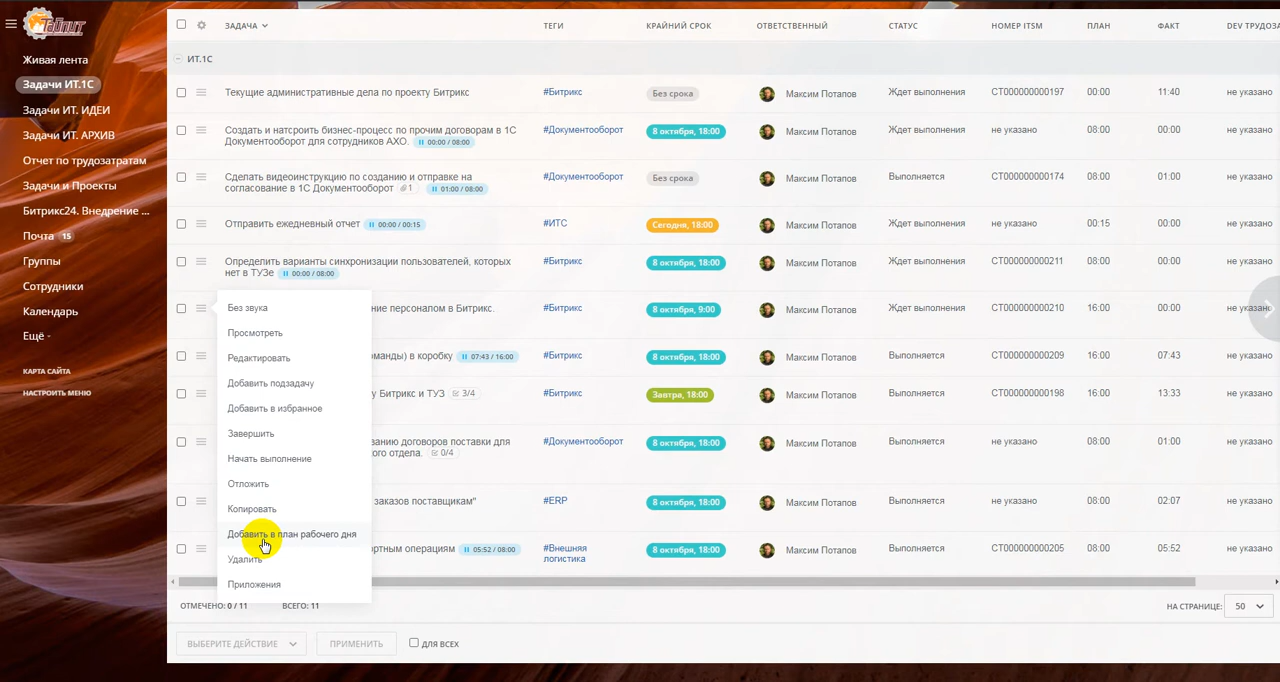 Тайпит
Живая лента
Задачи ИТ.1С
Задачи ИТ. ИДЕИ
Задачи ИТ. АРХИВ
Отчет по трудозатратам
Задачи и Проекты
Битрикс24. Внедрение ...
Почта 15
Группы
Сотрудники
Календарь
Ещё
КАРТА САЙТА
НАСТРОИТЬ МЕНЮ
ЗАДАЧА ТЕГИ КРАЙНИЙ СРОК ОТВЕТСТВЕННЫЙ СТАТУС НОМЕР ITSM ПЛАН ФАКТ DEV ТРУДОЗА
ИТ.1С
Текущие административные дела по проекту Битрикс #Битрикс Без срока Максим Потапов Ждет выполнения СТ000000000197 00:00 11:40 не указано
Создать и натсроить бизнес-процесс по прочим договорам в 1С #Документооборот 8 октября, 18:00 Максим Потапов Ждет выполнения не указано 08:00 00:00 не указано
Документооборот для сотрудников АХО. 00:00 / 08:00
Сделать видеоинструкцию по созданию и отправке на #Документооборот Без срока Максим Потапов Выполняется СТ000000000174 08:00 01:00 не указано
согласование в 1С Документооборот 1 01:00 / 08:00
Отправить ежедневный отчет 00:00 / 00:15 #ИТС Сегодня, 18:00 Максим Потапов Ждет выполнения не указано 00:15 00:00 не указано
Определить варианты синхронизации пользователей, которых #Битрикс 8 октября, 18:00 Максим Потапов Ждет выполнения СТ000000000211 08:00 00:00 не указано
нет в ТУЗе 00:00 / 08:00
ние персоналом в Битрикс. #Битрикс 8 октября, 9:00 Максим Потапов Ждет выполнения СТ000000000210 16:00 00:00 не указано
оманды) в коробку 07:43 / 16:00 #Битрикс 8 октября, 18:00 Максим Потапов Выполняется СТ000000000209 16:00 07:43 не указано
у Битрикс и ТУЗ 3/4 #Битрикс Завтра, 18:00 Максим Потапов Выполняется СТ000000000198 16:00 13:33 не указано
ванию договоров поставки для #Документооборот 8 октября, 18:00 Максим Потапов Выполняется не указано 08:00 01:00 не указано
кого отдела. 0/4
заказов поставщикам" #ERP 8 октября, 18:00 Максим Потапов Выполняется не указано 08:00 02:07 не указано
ортным операциям 05:52 / 08:00 #Внешняя логистика 8 октября, 18:00 Максим Потапов Выполняется СТ000000000205 08:00 05:52 не указано
Без звука
Просмотреть
Редактировать
Добавить подзадачу
Добавить в избранное
Завершить
Начать выполнение
Отложить
Копировать
Добавить в план рабочего дня
Удалить
Приложения
ОТМЕЧЕНО: 0 / 11 ВСЕГО: 11 НА СТРАНИЦЕ: 50
ВЫБЕРИТЕ ДЕЙСТВИЕ ПРИМЕНИТЬ ДЛЯ ВСЕХ